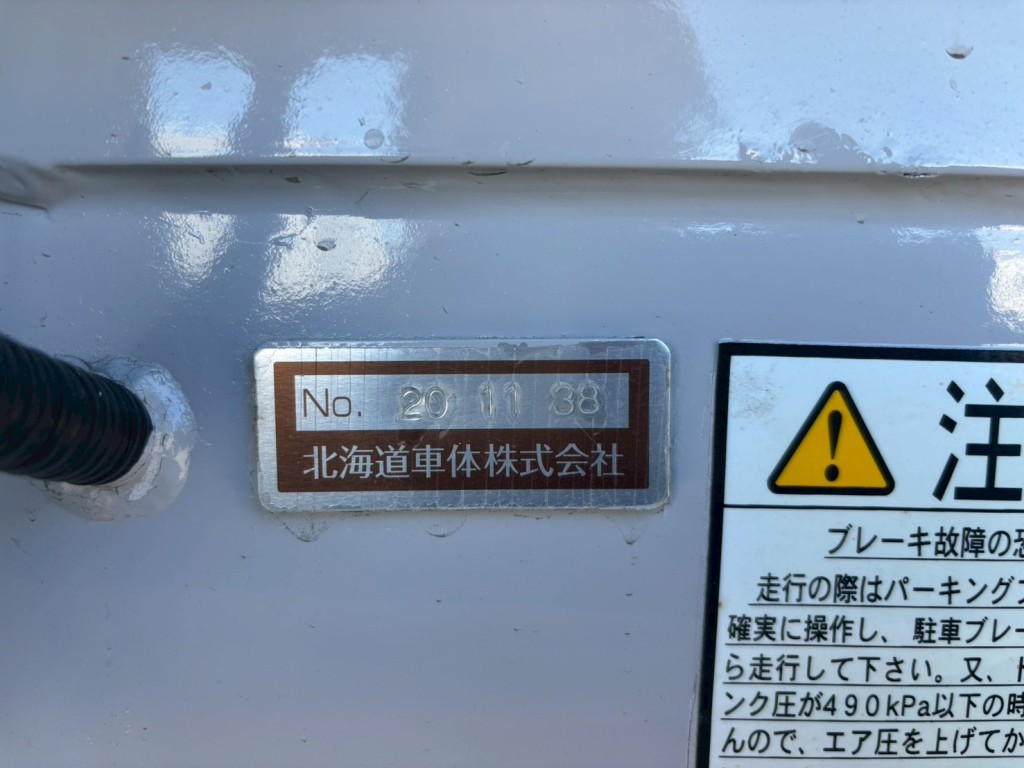 No. 20 11 38
北海道車体株式会社
注
ブレーキ故障の恐
走行の際はパーキングブ
確実に操作し、駐車ブレー
ら走行して下さい。又、
ンク圧が490kPa以下の時
んので、エア圧を上げてか